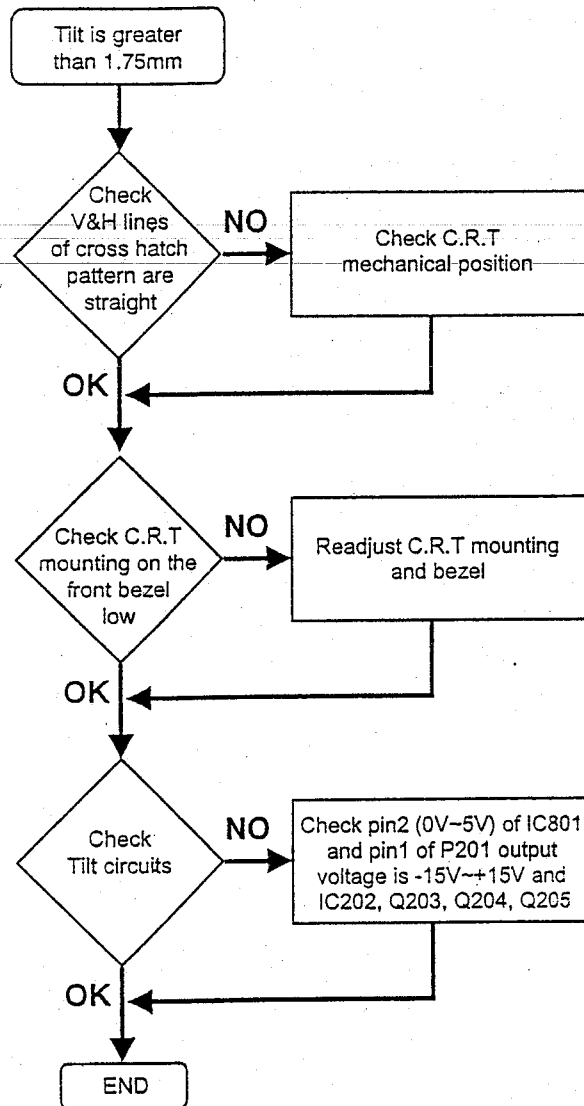 Tilt is greater
than 1.75mm
Check
V&H lines
of cross hatch
pattern are
straight
NO
Check C.R.T
mechanical position
OK
Check C.R.T
mounting on the
front bezel
low
NO
Readjust C.R.T mounting
and bezel
OK
Check
Tilt circuits
NO
Check pin2 (0V~5V) of IC801
and pin1 of P201 output
voltage is -15V~+15V and
IC202, Q203, Q204, Q205
OK
END